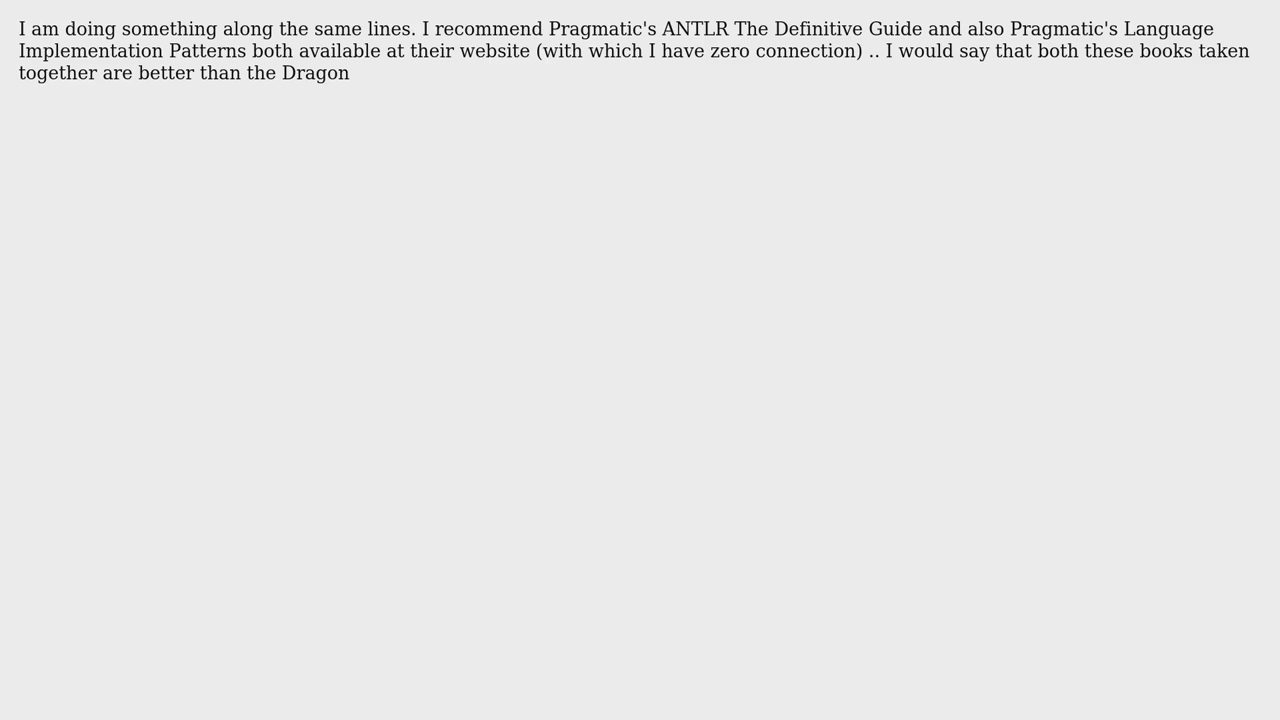 I am doing something along the same lines. I recommend Pragmatic's ANTLR The Definitive Guide and also Pragmatic's Language
Implementation Patterns both available at their website (with which I have zero connection) .. I would say that both these books taken
together are better than the Dragon